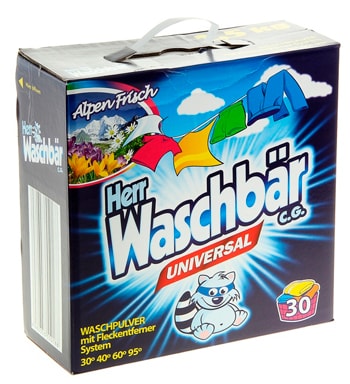 Alpen Frisch
Herr
Waschbär
C.G.
UNIVERSAL
WASCHPULVER
mit Fleckentferner
System
30° 40° 60° 95°
30
Herr
Waschbär
C.G.